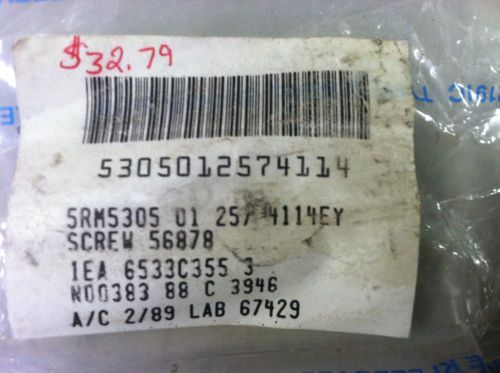 $32.79
5305012574114
5RM5305 01 257 4114EY
SCREW 56878
1EA 6533C355 3
N00383 88 C 3946
A/C 2/89 LAB 67429